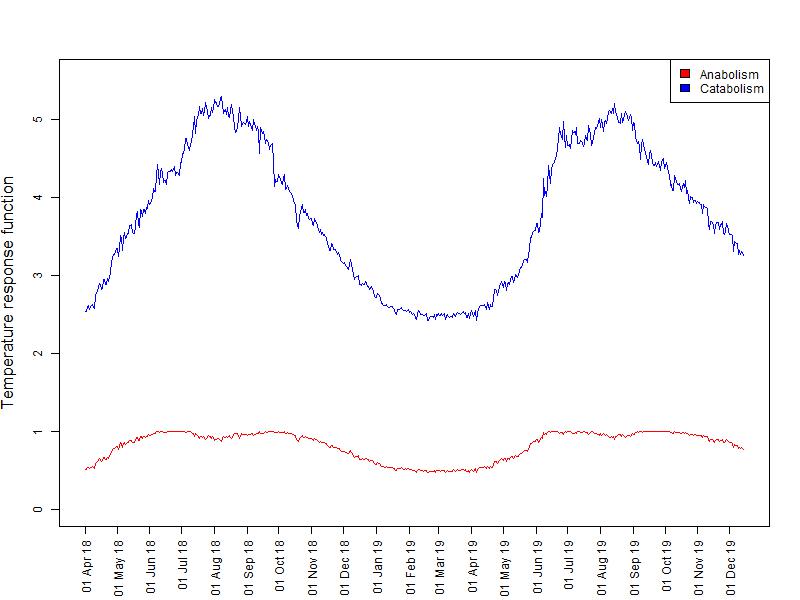 Anabolism
Catabolism
Temperature response function
5
4
3
2
1
0
01 Apr 18
01 May 18
01 Jun 18
01 Jul 18
01 Aug 18
01 Sep 18
01 Oct 18
01 Nov 18
01 Dec 18
01 Jan 19
01 Feb 19
01 Mar 19
01 Apr 19
01 May 19
01 Jun 19
01 Jul 19
01 Aug 19
01 Sep 19
01 Oct 19
01 Nov 19
01 Dec 19